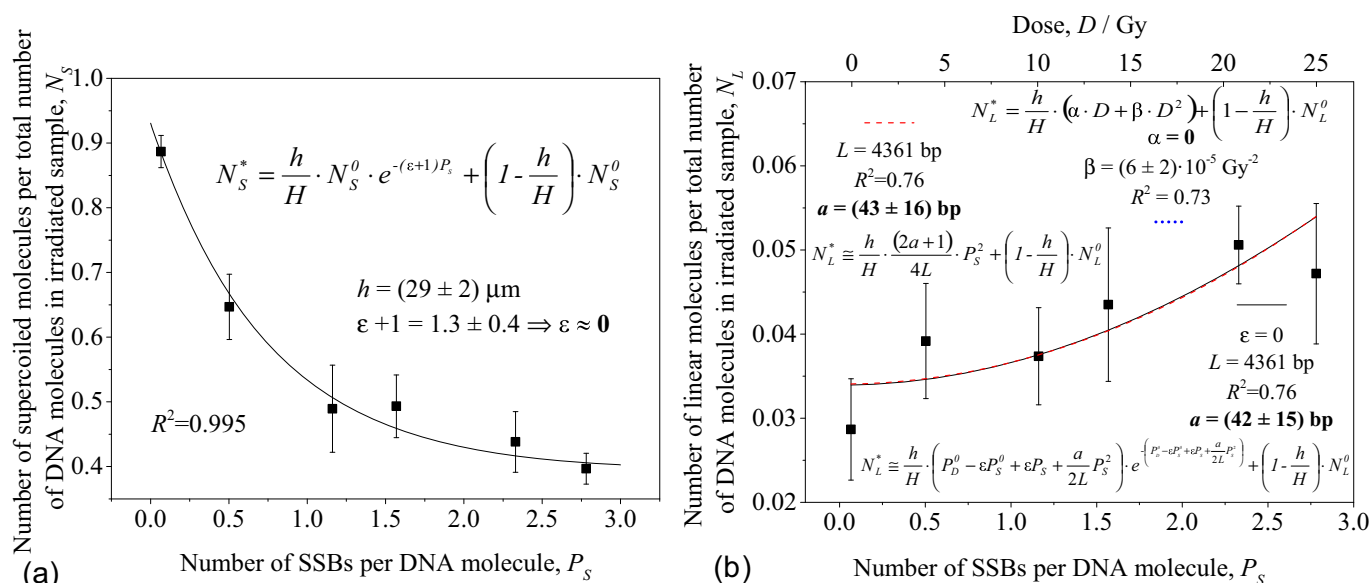 Number of supercoiled molecules per total number
of DNA molecules in irradiated sample, N_S
1.0
0.9
0.8
0.7
0.6
0.5
0.4
N_S^* = h/H · N_S^0 · e^{-(ε+1)P_S} + (1 - h/H) · N_S^0
h = (29 ± 2) μm
ε +1 = 1.3 ± 0.4 ⇒ ε ≈ 0
R²=0.995
0.0 0.5 1.0 1.5 2.0 2.5 3.0
Number of SSBs per DNA molecule, P_S
(a)
Dose, D / Gy
0 5 10 15 20 25
Number of linear molecules per total number
of DNA molecules in irradiated sample, N_L
0.07
0.06
0.05
0.04
0.03
0.02
N_L^* = h/H · (α · D + β · D²) + (1 - h/H) · N_L^0
α = 0
β = (6 ± 2)·10⁻⁵ Gy⁻²
R² = 0.73
L = 4361 bp
R²=0.76
a = (43 ± 16) bp
N_L^* ≅ h/H · (2a+1)/4L · P_S^2 + (1 - h/H) · N_L^0
ε = 0
L = 4361 bp
R²=0.76
a = (42 ± 15) bp
N_L^* ≅ h/H · (P_D^0 - εP_S^0 + εP_S + a/2L P_S^2) · e^{-(P_D^0 - εP_S^0 + εP_S + a/2L P_S^2)} + (1 - h/H) · N_L^0
0.0 0.5 1.0 1.5 2.0 2.5 3.0
Number of SSBs per DNA molecule, P_S
(b)